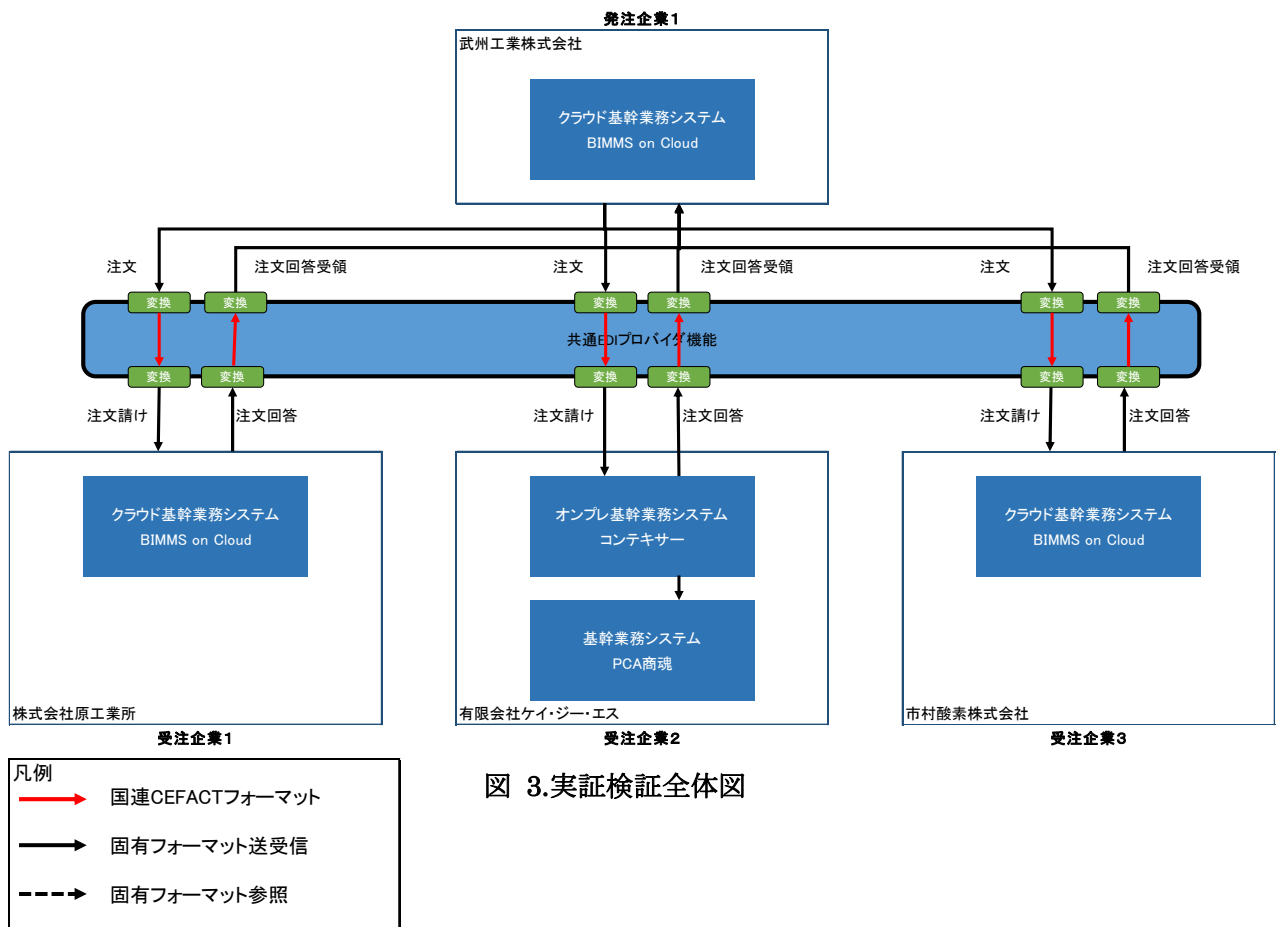 発注企業1
武州工業株式会社
クラウド基幹業務システム
BIMMS on Cloud
注文
注文回答受領
注文
注文回答受領
注文
注文回答受領
変換
変換
変換
変換
変換
変換
共通EDIプロバイダ機能
変換
変換
変換
変換
変換
変換
注文請け
注文回答
注文請け
注文回答
注文請け
注文回答
クラウド基幹業務システム
BIMMS on Cloud
株式会社原工業所
受注企業1
オンプレ基幹業務システム
コンテキサー
基幹業務システム
PCA商魂
有限会社ケイ・ジー・エス
受注企業2
クラウド基幹業務システム
BIMMS on Cloud
市村酸素株式会社
受注企業3
図 3.実証検証全体図
凡例
国連CEFACTフォーマット
固有フォーマット送受信
固有フォーマット参照